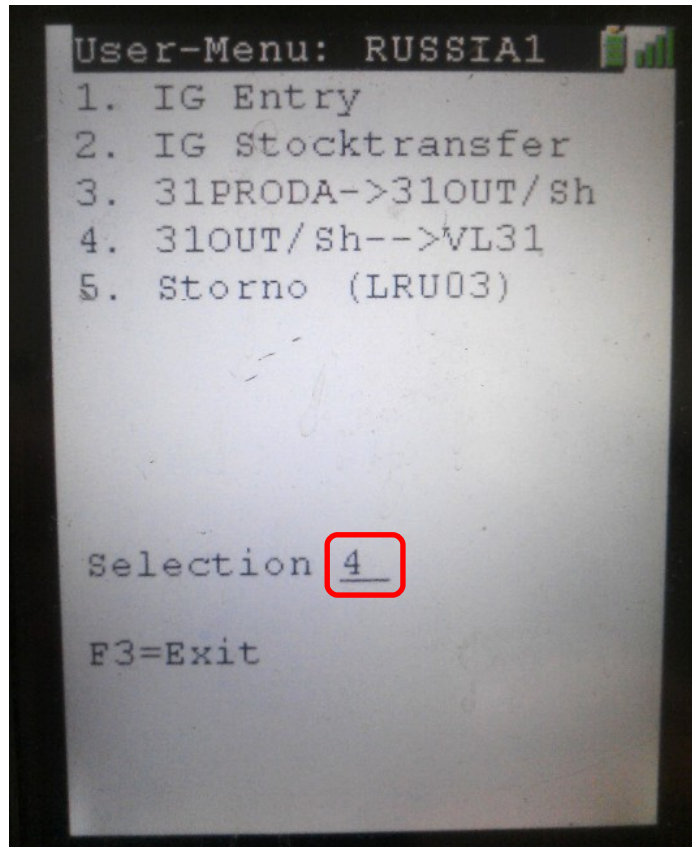 User-Menu: RUSSIA1
1. IG Entry
2. IG Stocktransfer
3. 31PRODA->31OUT/Sh
4. 31OUT/Sh-->VL31
5. Storno (LRU03)
Selection 4
F3=Exit